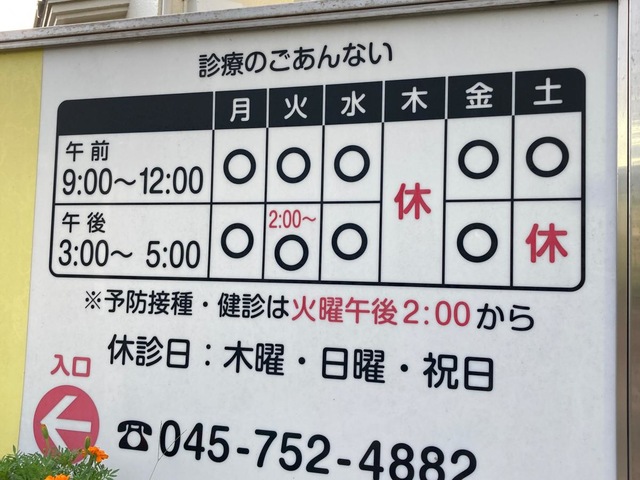 診療のごあんない
月 火 水 木 金 土
午前
9:00〜12:00 ○ ○ ○ 休 ○ ○
午後 2:00〜
3:00〜 5:00 ○ ○ ○ ○ 休
※予防接種・健診は火曜午後2:00から
休診日：木曜・日曜・祝日
入口
☎045-752-4882